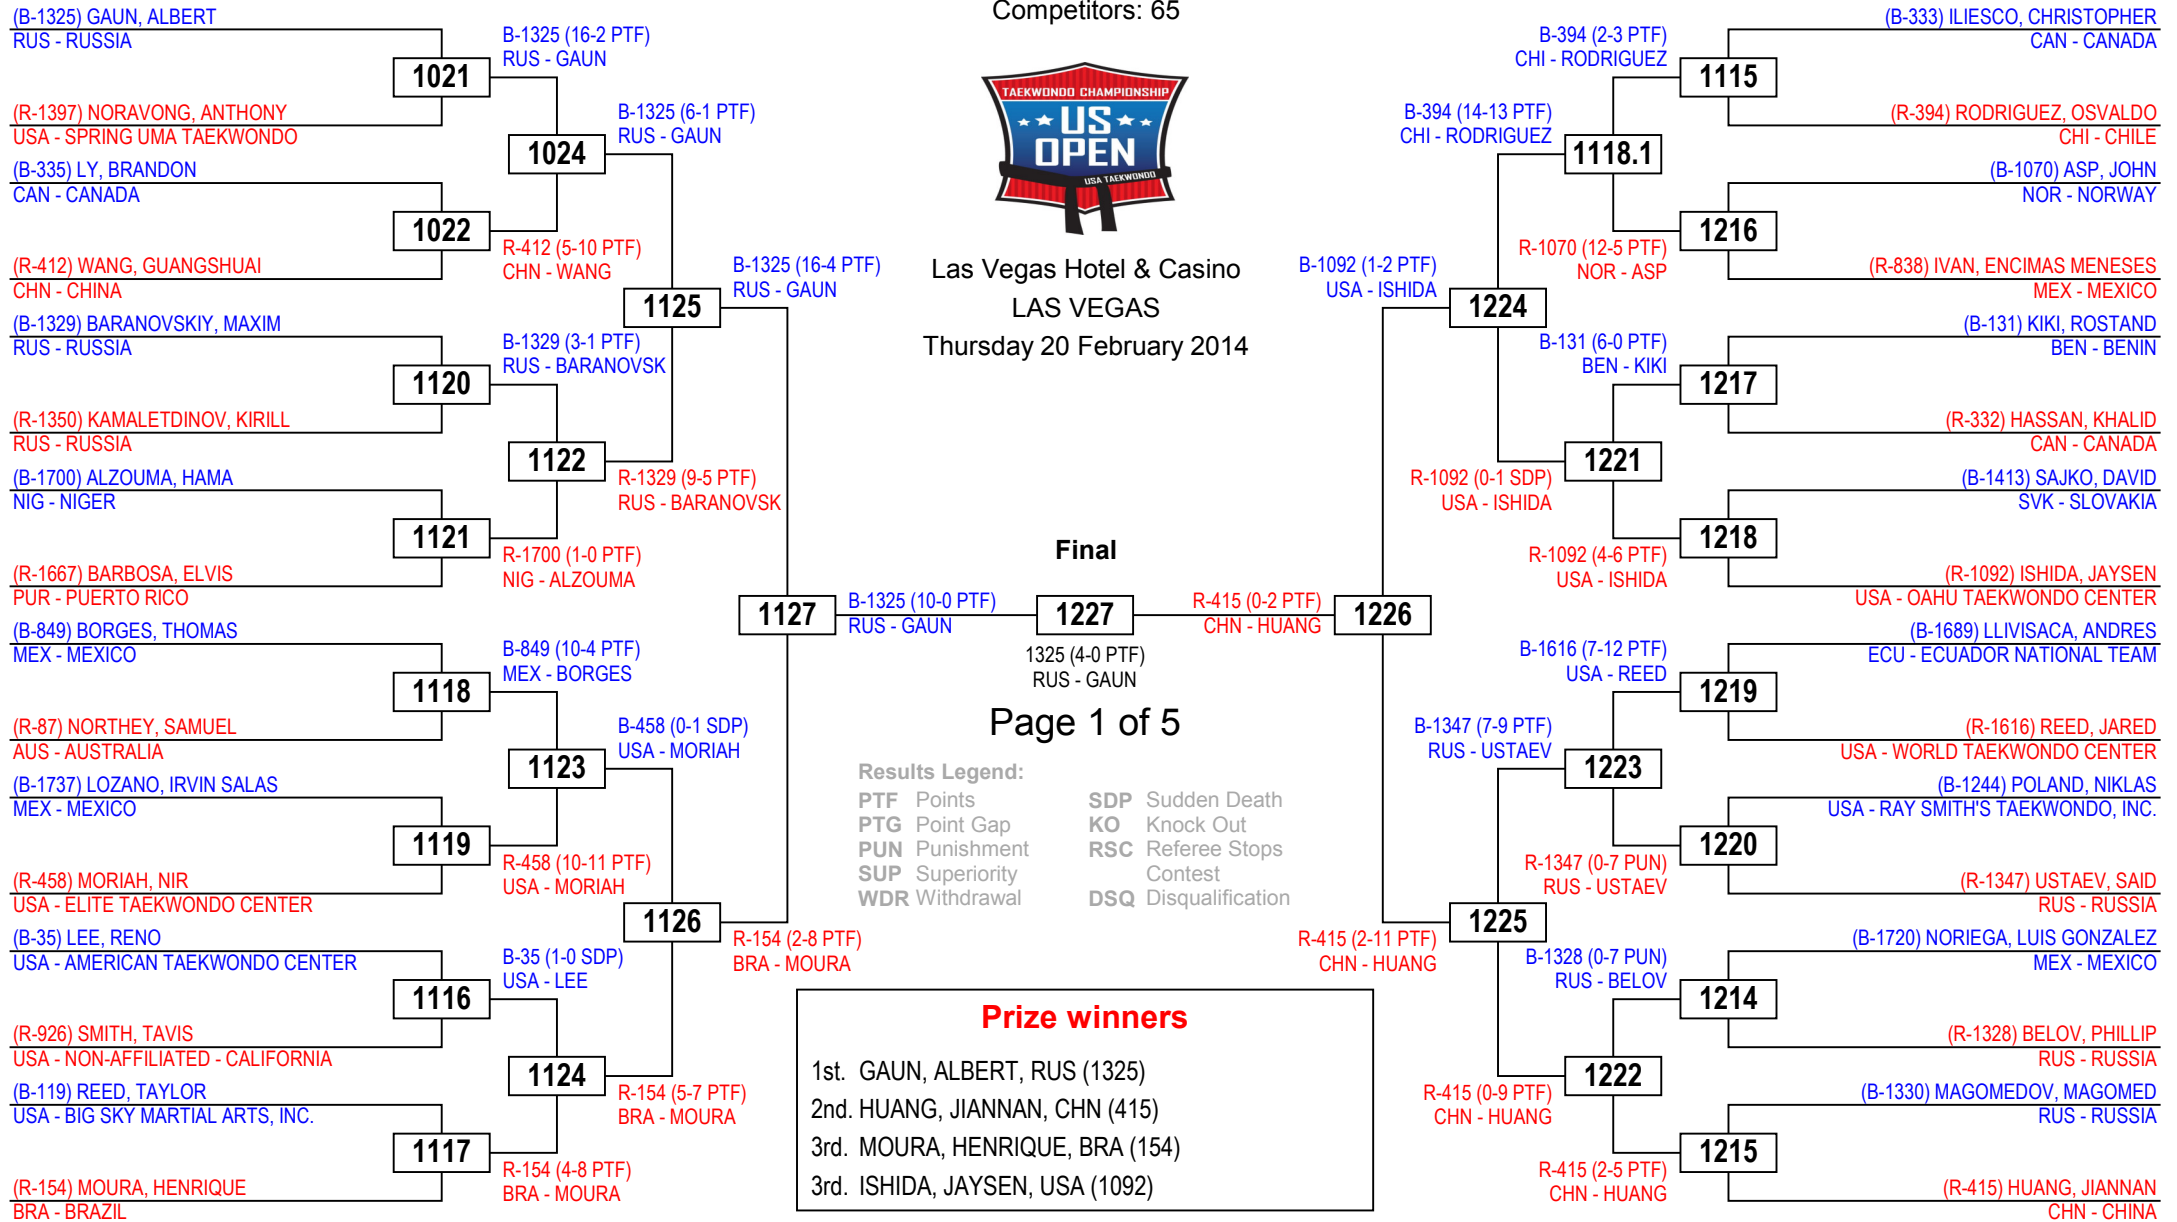 Competitors: 65
TAEKWONDO CHAMPIONSHIP
US
OPEN
USA TAEKWONDO
Las Vegas Hotel & Casino
LAS VEGAS
Thursday 20 February 2014
(B-1325) GAUN, ALBERT
RUS - RUSSIA
(R-1397) NORAVONG, ANTHONY
USA - SPRING UMA TAEKWONDO
(B-335) LY, BRANDON
CAN - CANADA
(R-412) WANG, GUANGSHUAI
CHN - CHINA
(B-1329) BARANOVSKIY, MAXIM
RUS - RUSSIA
(R-1350) KAMALETDINOV, KIRILL
RUS - RUSSIA
(B-1700) ALZOUMA, HAMA
NIG - NIGER
(R-1667) BARBOSA, ELVIS
PUR - PUERTO RICO
(B-849) BORGES, THOMAS
MEX - MEXICO
(R-87) NORTHEY, SAMUEL
AUS - AUSTRALIA
(B-1737) LOZANO, IRVIN SALAS
MEX - MEXICO
(R-458) MORIAH, NIR
USA - ELITE TAEKWONDO CENTER
(B-35) LEE, RENO
USA - AMERICAN TAEKWONDO CENTER
(R-926) SMITH, TAVIS
USA - NON-AFFILIATED - CALIFORNIA
(B-119) REED, TAYLOR
USA - BIG SKY MARTIAL ARTS, INC.
(R-154) MOURA, HENRIQUE
BRA - BRAZIL
1021
1022
1120
1121
1118
1119
1116
1117
B-1325 (16-2 PTF)
RUS - GAUN
R-412 (5-10 PTF)
CHN - WANG
B-1329 (3-1 PTF)
RUS - BARANOVSK
R-1700 (1-0 PTF)
NIG - ALZOUMA
B-849 (10-4 PTF)
MEX - BORGES
R-458 (10-11 PTF)
USA - MORIAH
B-35 (1-0 SDP)
USA - LEE
R-154 (4-8 PTF)
BRA - MOURA
1024
1122
1123
1124
B-1325 (6-1 PTF)
RUS - GAUN
R-1329 (9-5 PTF)
RUS - BARANOVSK
B-458 (0-1 SDP)
USA - MORIAH
R-154 (5-7 PTF)
BRA - MOURA
1125
1126
B-1325 (16-4 PTF)
RUS - GAUN
R-154 (2-8 PTF)
BRA - MOURA
1127
B-1325 (10-0 PTF)
RUS - GAUN
Final
1227
1325 (4-0 PTF)
RUS - GAUN
Page 1 of 5
R-415 (0-2 PTF)
CHN - HUANG
1226
B-1092 (1-2 PTF)
USA - ISHIDA
R-415 (2-11 PTF)
CHN - HUANG
1224
1225
B-394 (14-13 PTF)
CHI - RODRIGUEZ
R-1092 (0-1 SDP)
USA - ISHIDA
B-1347 (7-9 PTF)
RUS - USTAEV
R-415 (0-9 PTF)
CHN - HUANG
1118.1
1221
1223
1222
B-394 (2-3 PTF)
CHI - RODRIGUEZ
R-1070 (12-5 PTF)
NOR - ASP
B-131 (6-0 PTF)
BEN - KIKI
R-1092 (4-6 PTF)
USA - ISHIDA
B-1616 (7-12 PTF)
USA - REED
R-1347 (0-7 PUN)
RUS - USTAEV
B-1328 (0-7 PUN)
RUS - BELOV
R-415 (2-5 PTF)
CHN - HUANG
1115
1216
1217
1218
1219
1220
1214
1215
(B-333) ILIESCO, CHRISTOPHER
CAN - CANADA
(R-394) RODRIGUEZ, OSVALDO
CHI - CHILE
(B-1070) ASP, JOHN
NOR - NORWAY
(R-838) IVAN, ENCIMAS MENESES
MEX - MEXICO
(B-131) KIKI, ROSTAND
BEN - BENIN
(R-332) HASSAN, KHALID
CAN - CANADA
(B-1413) SAJKO, DAVID
SVK - SLOVAKIA
(R-1092) ISHIDA, JAYSEN
USA - OAHU TAEKWONDO CENTER
(B-1689) LLIVISACA, ANDRES
ECU - ECUADOR NATIONAL TEAM
(R-1616) REED, JARED
USA - WORLD TAEKWONDO CENTER
(B-1244) POLAND, NIKLAS
USA - RAY SMITH'S TAEKWONDO, INC.
(R-1347) USTAEV, SAID
RUS - RUSSIA
(B-1720) NORIEGA, LUIS GONZALEZ
MEX - MEXICO
(R-1328) BELOV, PHILLIP
RUS - RUSSIA
(B-1330) MAGOMEDOV, MAGOMED
RUS - RUSSIA
(R-415) HUANG, JIANNAN
CHN - CHINA
Results Legend:
PTF Points
PTG Point Gap
PUN Punishment
SUP Superiority
WDR Withdrawal
SDP Sudden Death
KO Knock Out
RSC Referee Stops
Contest
DSQ Disqualification
Prize winners
1st. GAUN, ALBERT, RUS (1325)
2nd. HUANG, JIANNAN, CHN (415)
3rd. MOURA, HENRIQUE, BRA (154)
3rd. ISHIDA, JAYSEN, USA (1092)